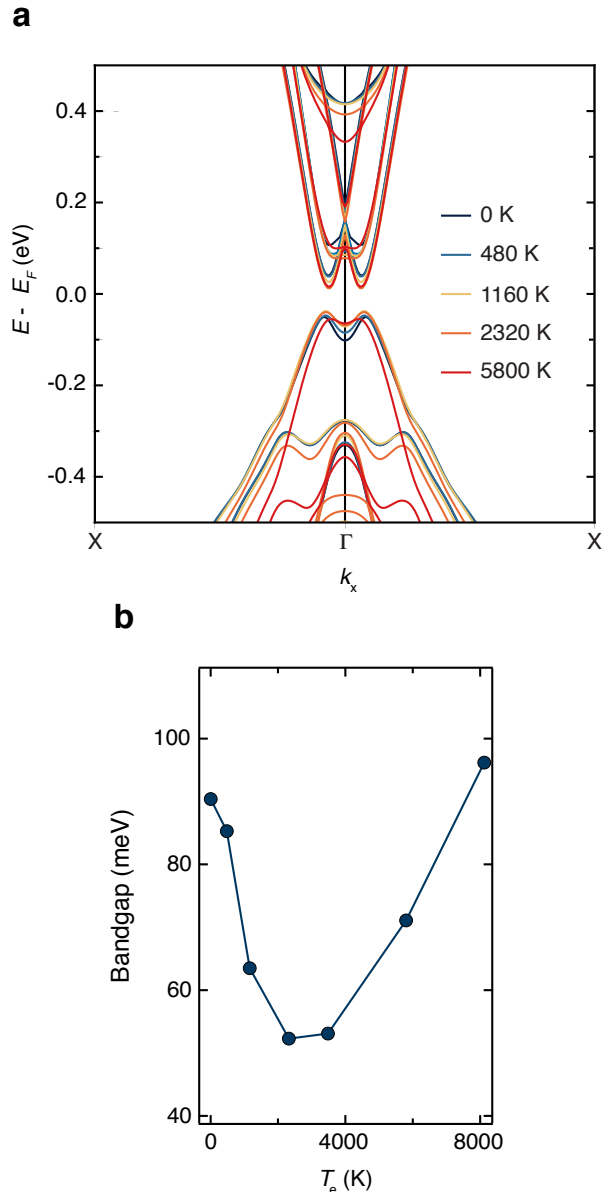 a
0.4
0.2
0.0
-0.2
-0.4
E - E_F (eV)
0 K
480 K
1160 K
2320 K
5800 K
X
Γ
X
k_x
b
100
80
60
40
Bandgap (meV)
0
4000
8000
T_e (K)